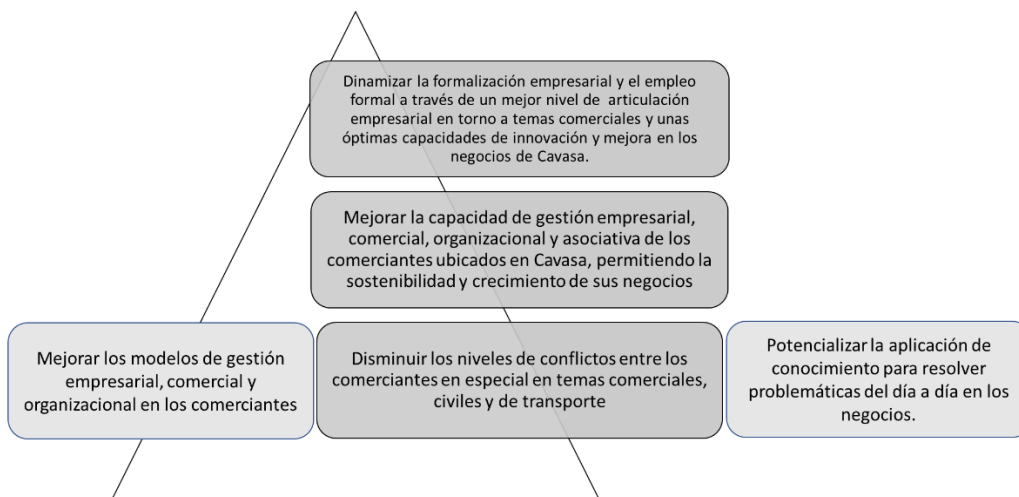 Dinamizar la formalización empresarial y el empleo
formal a través de un mejor nivel de articulación
empresarial en torno a temas comerciales y unas
óptimas capacidades de innovación y mejora en los
negocios de Cavasa.
Mejorar la capacidad de gestión empresarial,
comercial, organizacional y asociativa de los
comerciantes ubicados en Cavasa, permitiendo la
sostenibilidad y crecimiento de sus negocios
Mejorar los modelos de gestión
empresarial, comercial y
organizacional en los comerciantes
Disminuir los niveles de conflictos entre los
comerciantes en especial en temas comerciales,
civiles y de transporte
Potencializar la aplicación de
conocimiento para resolver
problemáticas del día a día en los
negocios.